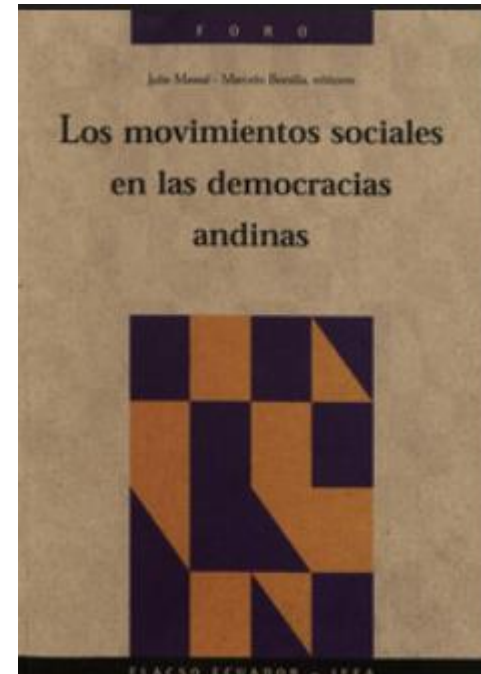 FORO
Julie Massal - Marcelo Bonilla, editores
Los movimientos sociales
en las democracias
andinas
FLACSO ECUADOR - IFEA